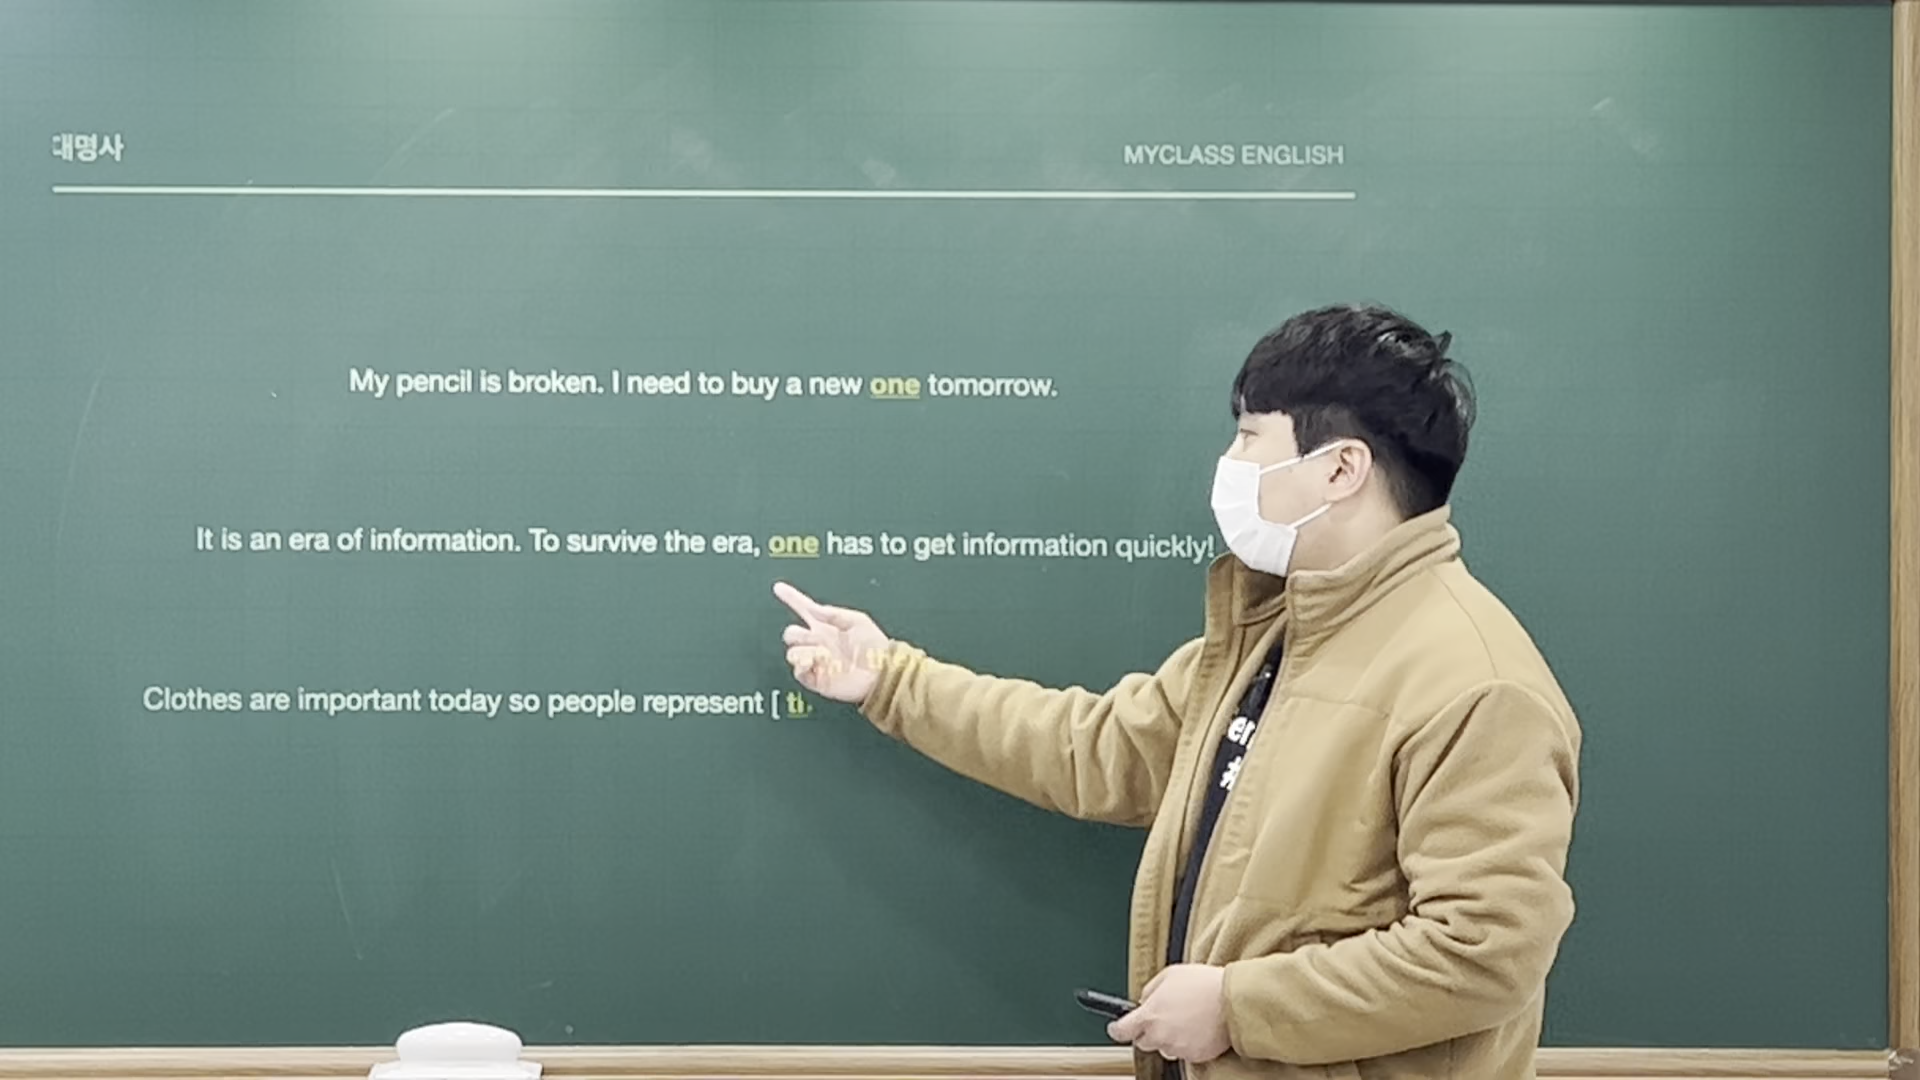 대명사
MYCLASS ENGLISH
My pencil is broken. I need to buy a new one tomorrow.
It is an era of information. To survive the era, one has to get information quickly!
Clothes are important today so people represent [